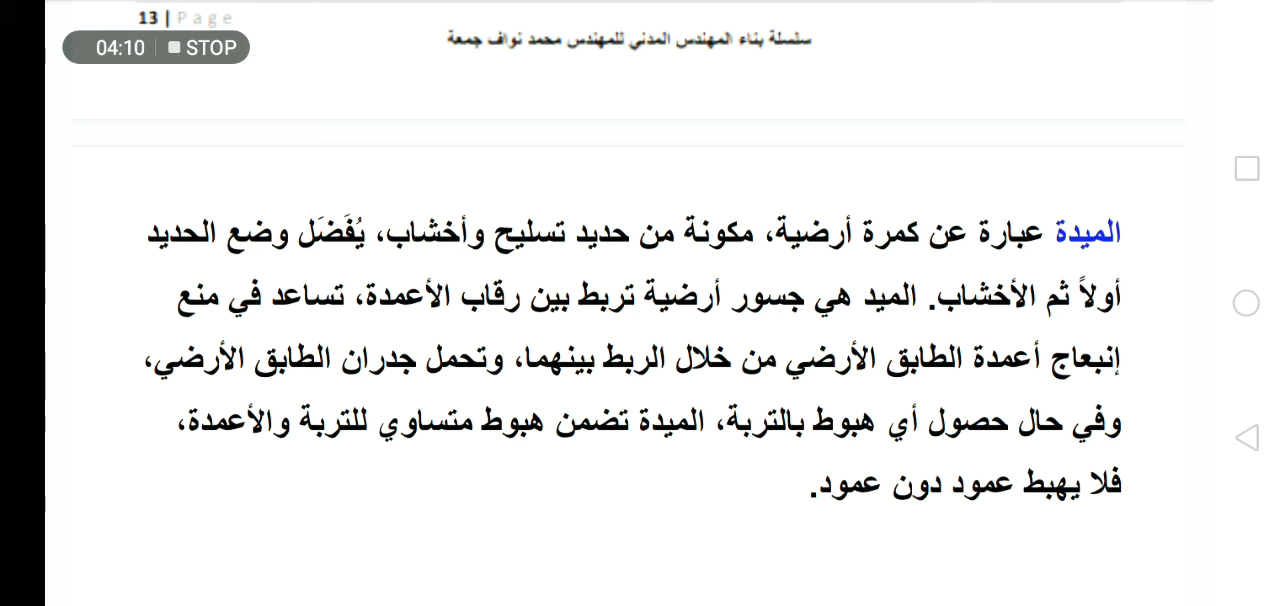 13 | Page
04:10 STOP
سلسلة بناء المهندس المدني للمهندس محمد نواف جمعة
الميدة عبارة عن كمرة أرضية، مكونة من حديد تسليح وأخشاب، يُفَضَل وضع الحديد
أولاً ثم الأخشاب. الميد هي جسور أرضية تربط بين رقاب الأعمدة، تساعد في منع
إنبعاج أعمدة الطابق الأرضي من خلال الربط بينهما، وتحمل جدران الطابق الأرضي،
وفي حال حصول أي هبوط بالتربة، الميدة تضمن هبوط متساوي للتربة والأعمدة،
فلا يهبط عمود دون عمود.